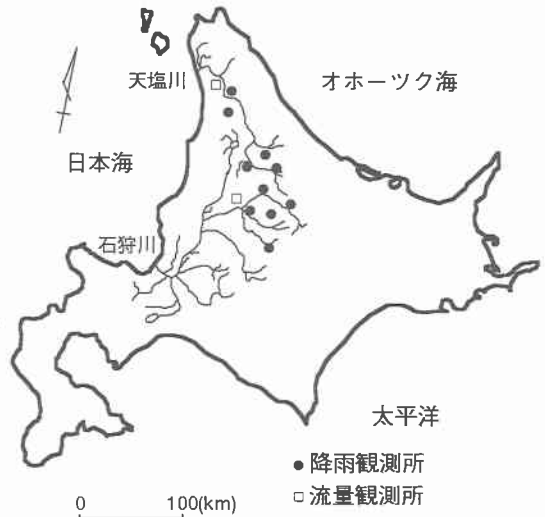 天塩川
オホーツク海
日本海
石狩川
太平洋
●降雨観測所
□流量観測所
0 100(km)